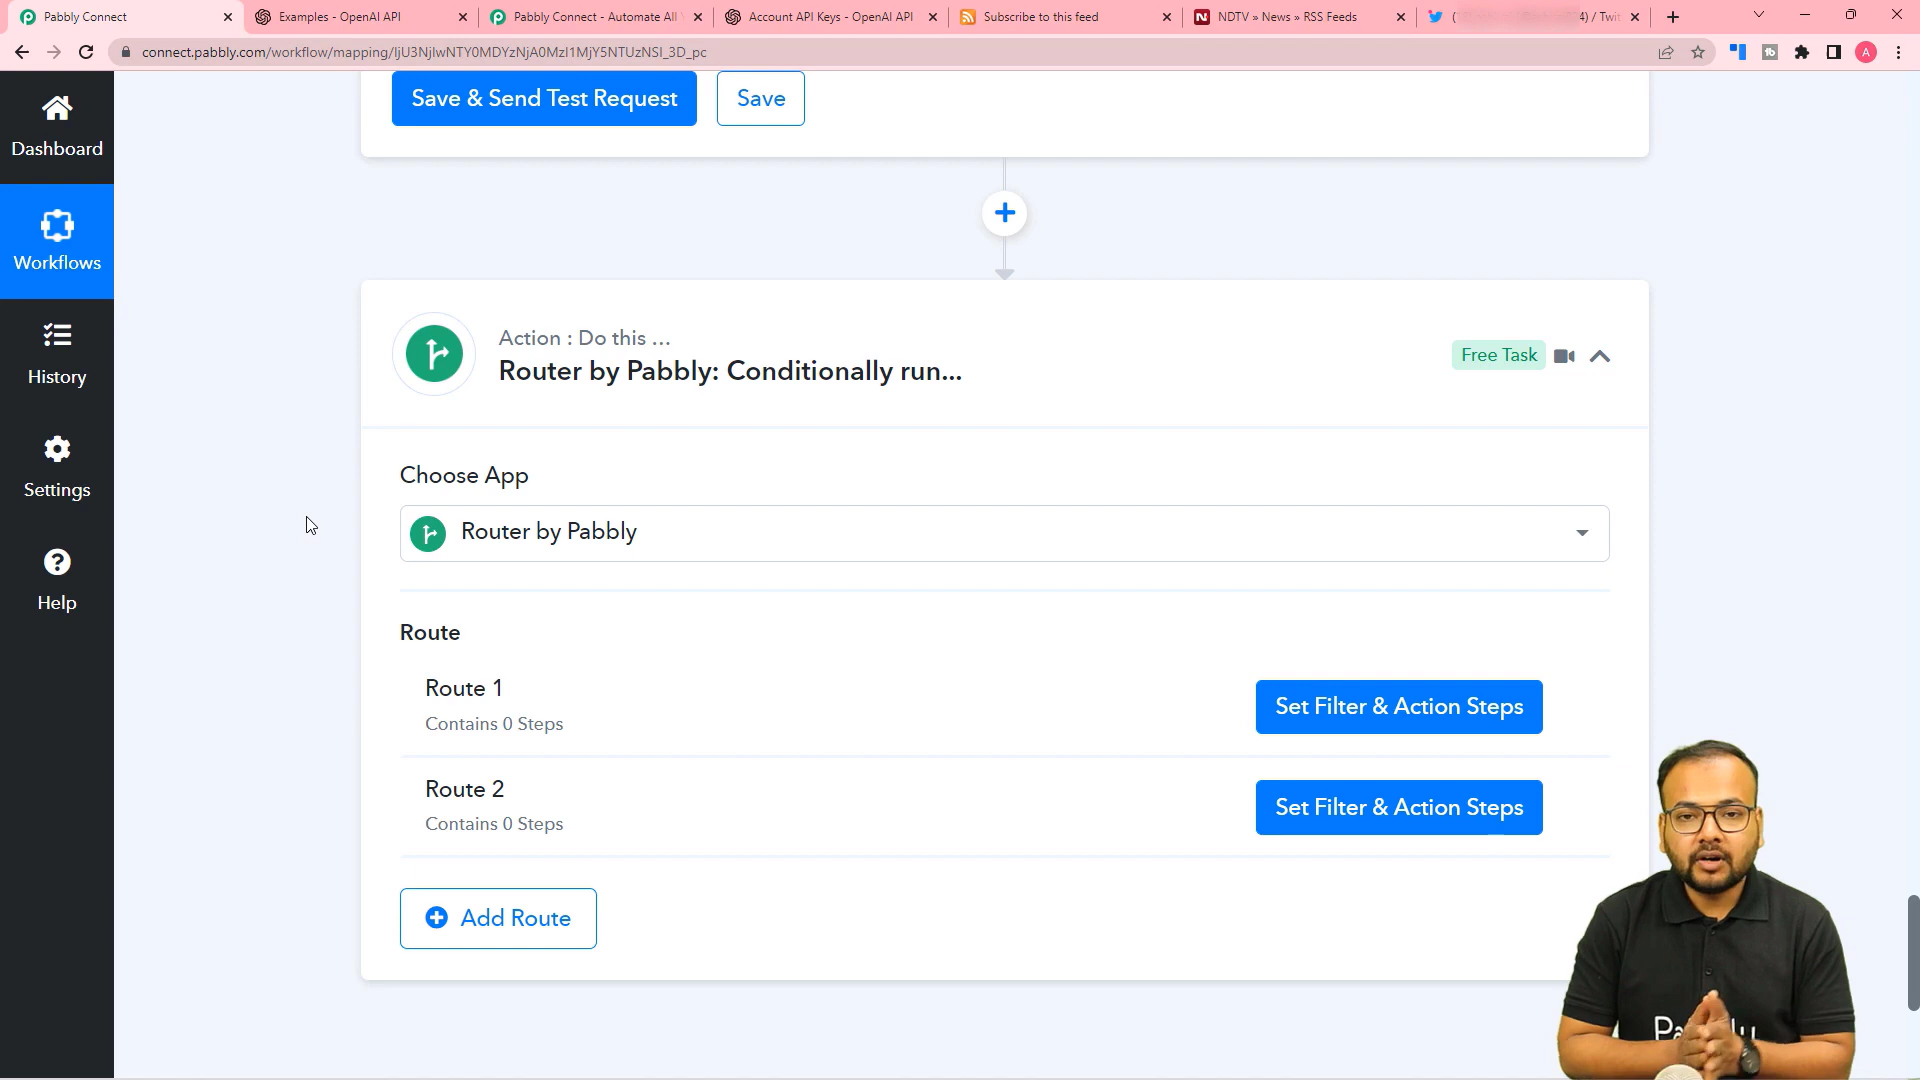 Pabbly Connect
Examples - OpenAI API
Pabbly Connect - Automate All
Account API Keys - OpenAI API
Subscribe to this feed
NDTV » News » RSS Feeds
4) / Twit
connect.pabbly.com/workflow/mapping/
A
Dashboard
Workflows
History
Settings
Help
Save & Send Test Request
Save
Action : Do this ...
Router by Pabbly: Conditionally run...
Free Task
Choose App
Router by Pabbly
Route
Route 1
Contains 0 Steps
Set Filter & Action Steps
Route 2
Contains 0 Steps
Set Filter & Action Steps
Add Route